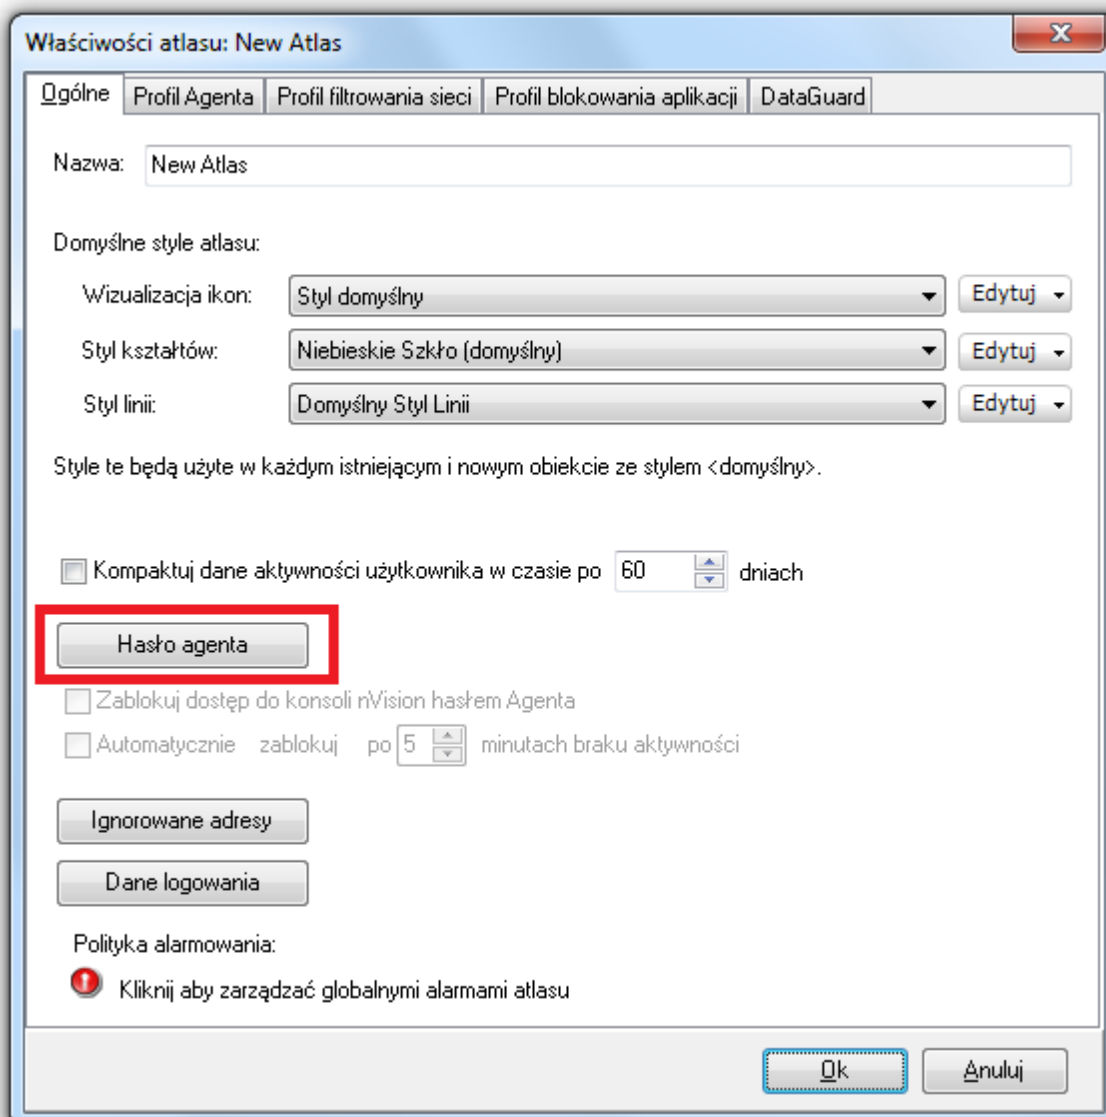 Właściwości atlasu: New Atlas
Ogólne Profil Agenta Profil filtrowania sieci Profil blokowania aplikacji DataGuard
Nazwa: New Atlas
Domyślne style atlasu:
Wizualizacja ikon: Styl domyślny Edytuj
Styl kształtów: Niebieskie Szkło (domyślny) Edytuj
Styl linii: Domyślny Styl Linii Edytuj
Style te będą użyte w każdym istniejącym i nowym obiekcie ze stylem <domyślny>.
Kompaktuj dane aktywności użytkownika w czasie po 60 dniach
Hasło agenta
Zablokuj dostęp do konsoli nVision hasłem Agenta
Automatycznie zablokuj po 5 minutach braku aktywności
Ignorowane adresy
Dane logowania
Polityka alarmowania:
Kliknij aby zarządzać globalnymi alarmami atlasu
Ok Anuluj